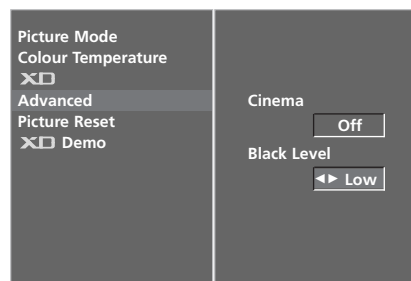 Picture Mode
Colour Temperature
XD
Advanced
Picture Reset
XD Demo
Cinema
Off
Black Level
◄► Low